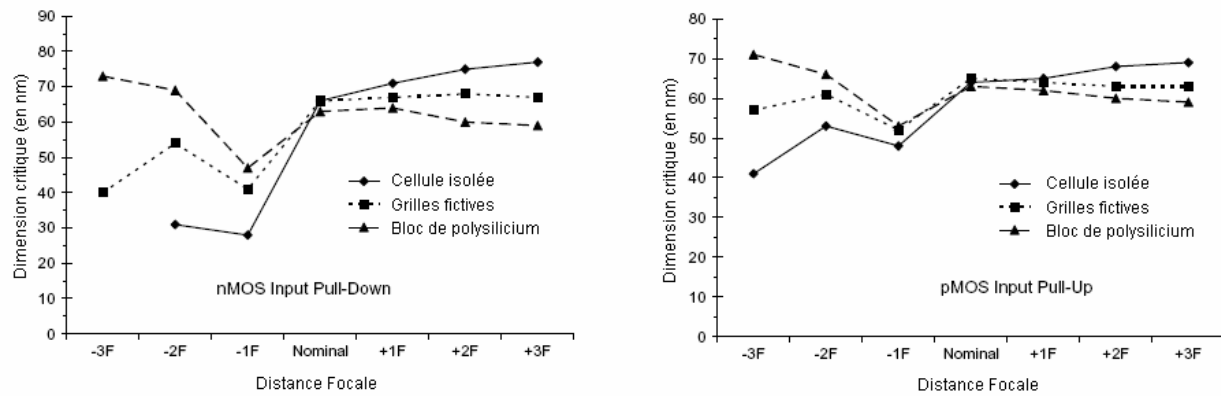 Dimension critique (en nm)
90
80
70
60
50
40
30
20
10
0
Cellule isolée
Grilles fictives
Bloc de polysilicium
nMOS Input Pull-Down
-3F -2F -1F Nominal +1F +2F +3F
Distance Focale
Dimension critique (en nm)
80
70
60
50
40
30
20
10
0
Cellule isolée
Grilles fictives
Bloc de polysilicium
pMOS Input Pull-Up
-3F -2F -1F Nominal +1F +2F +3F
Distance Focale